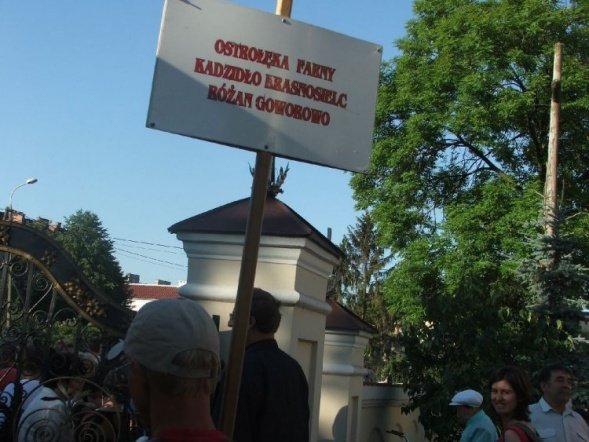 OSTROŁĘKA FARNY
KADZIDŁO KRASNOSIELC
RÓŻAN GOWOROWO